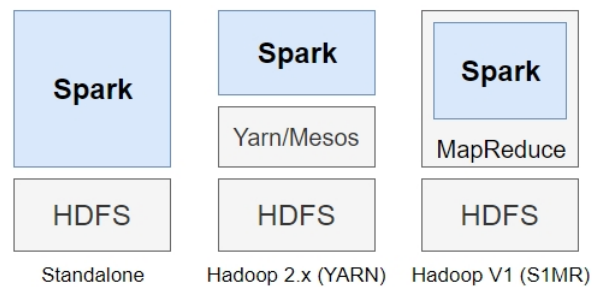 Spark
HDFS
Standalone
Spark
Yarn/Mesos
HDFS
Hadoop 2.x (YARN)
Spark
MapReduce
HDFS
Hadoop V1 (S1MR)